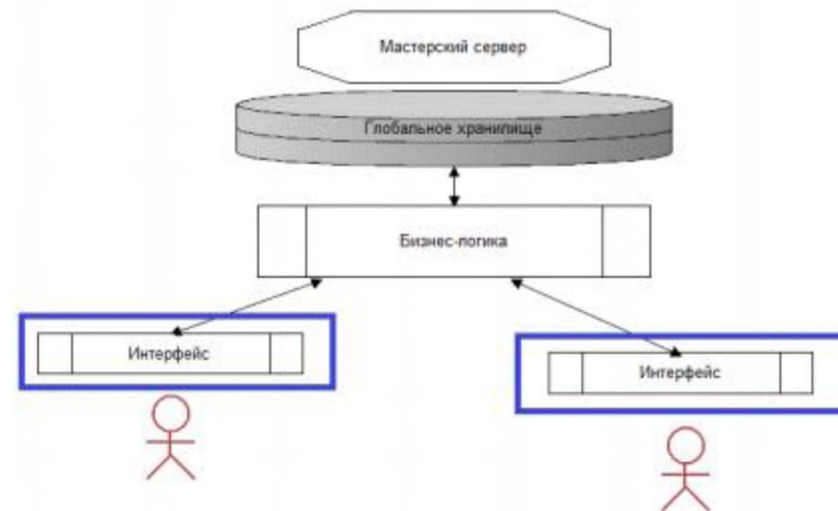 Мастерский сервер
Глобальное хранилище
Бизнес-логика
Интерфейс
Интерфейс